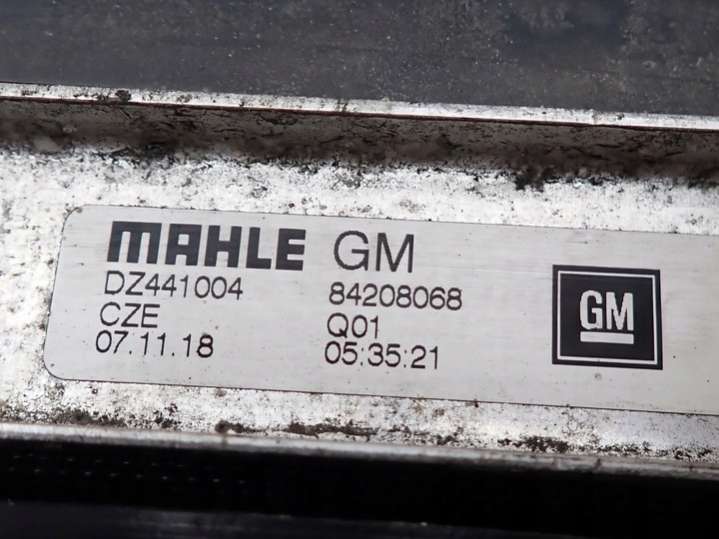 MAHLE GM
DZ441004 84208068
CZE Q01
07.11.18 05:35:21
GM